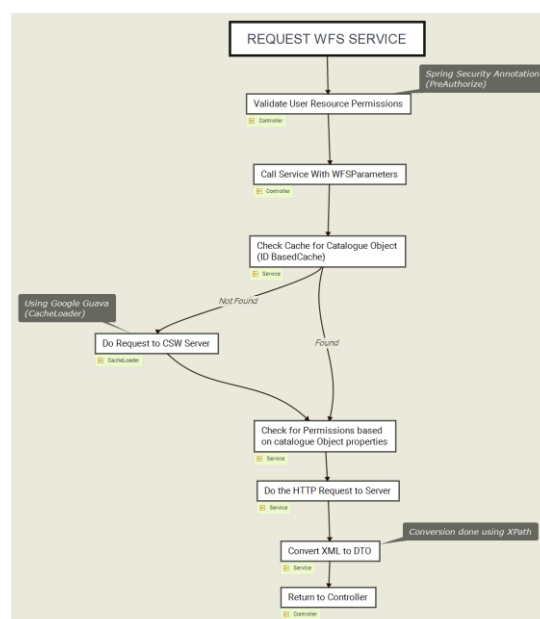 REQUEST WFS SERVICE
Spring Security Annotation
(PreAuthorize)
Validate User Resource Permissions
Controller
Call Service With WFSParameters
Controller
Check Cache for Catalogue Object
(ID BasedCache)
Service
Not Found
Using Google Guava
(CacheLoader)
Found
Do Request to CSW Server
CacheLoader
Check for Permissions based
on catalogue Object properties
Service
Do the HTTP Request to Server
Service
Conversion done using XPath
Convert XML to DTO
Service
Return to Controller
Controller